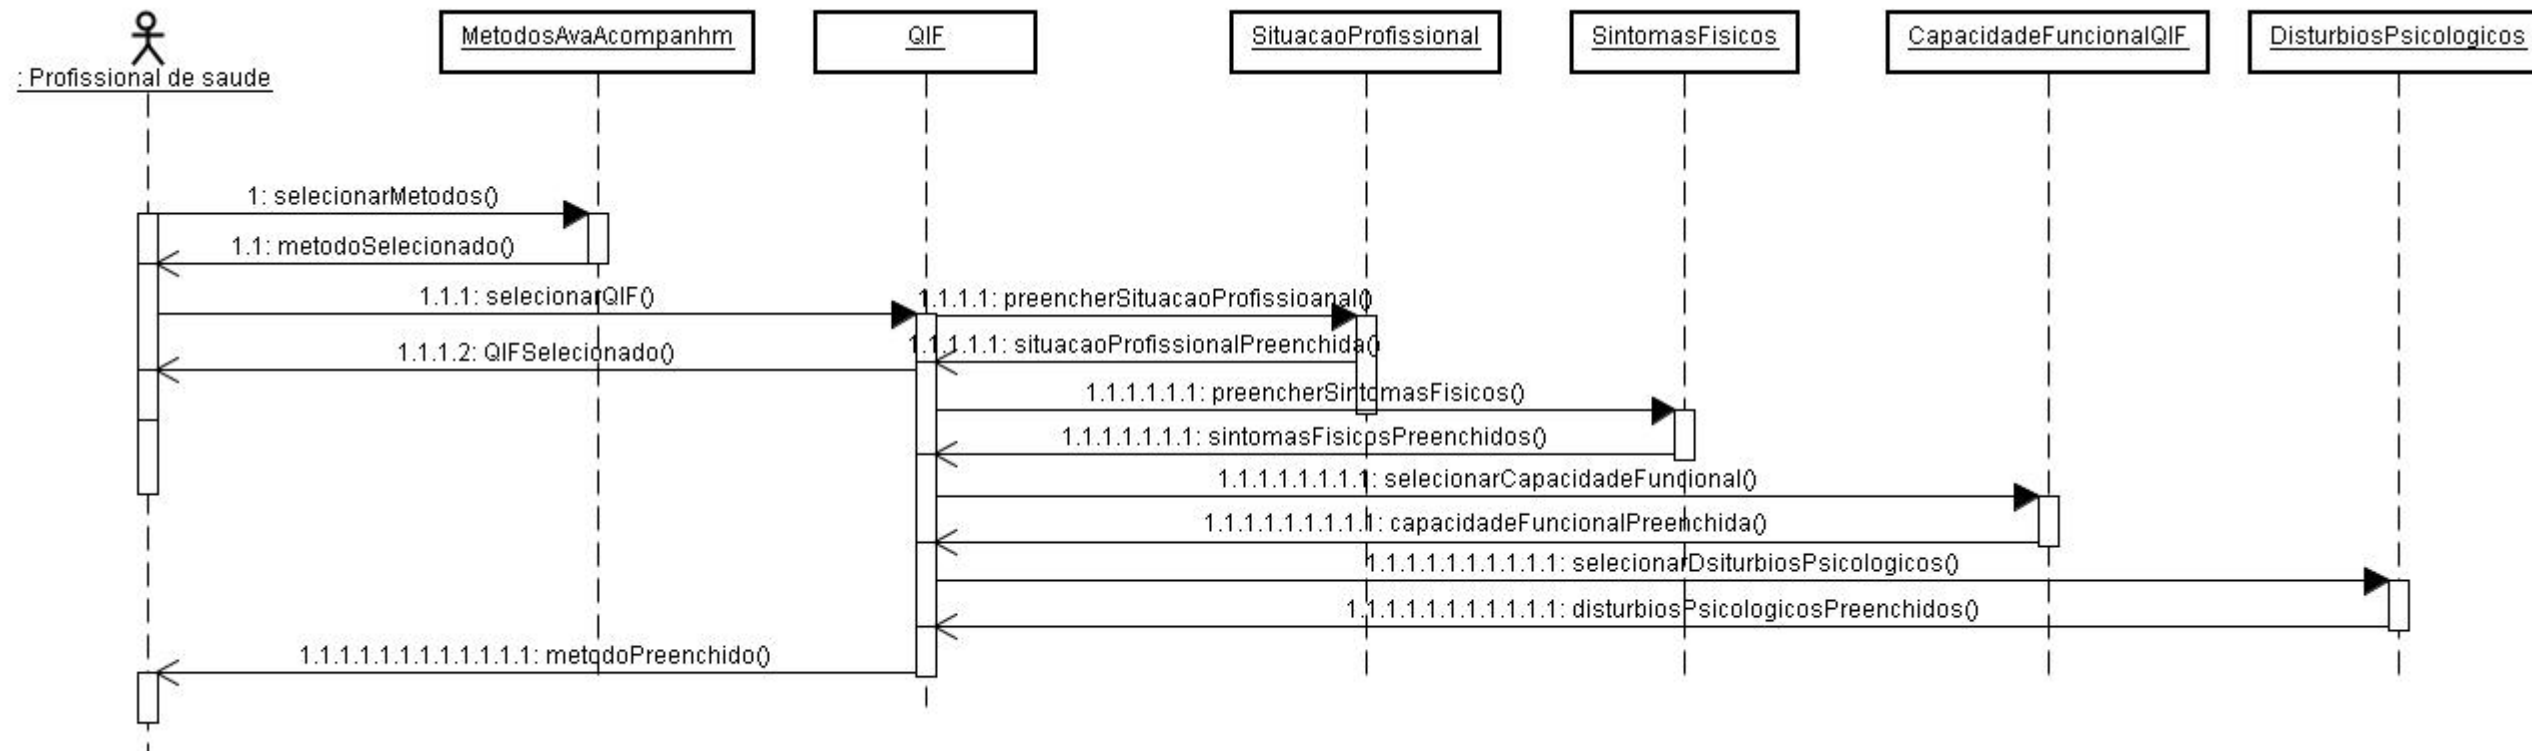 : Profissional de saude
MetodosAvaAcompanhm
QIF
SituacaoProfissional
SintomasFisicos
CapacidadeFuncionalQIF
DisturbiosPsicologicos
1: selecionarMetodos()
1.1: metodoSelecionado()
1.1.1: selecionarQIF()
1.1.1.1: preencherSituacaoProfissioanal()
1.1.1.1.1: situacaoProfissionalPreenchida()
1.1.1.2: QIFSelecionado()
1.1.1.1.1.1: preencherSintomasFisicos()
1.1.1.1.1.1.1: sintomasFisicosPreenchidos()
1.1.1.1.1.1.1.1: selecionarCapacidadeFuncional()
1.1.1.1.1.1.1.1.1: capacidadeFuncionalPreenchida()
1.1.1.1.1.1.1.1.1.1: selecionarDsiturbiosPsicologicos()
1.1.1.1.1.1.1.1.1.1.1: disturbiosPsicologicosPreenchidos()
1.1.1.1.1.1.1.1.1.1.1.1: metodoPreenchido()